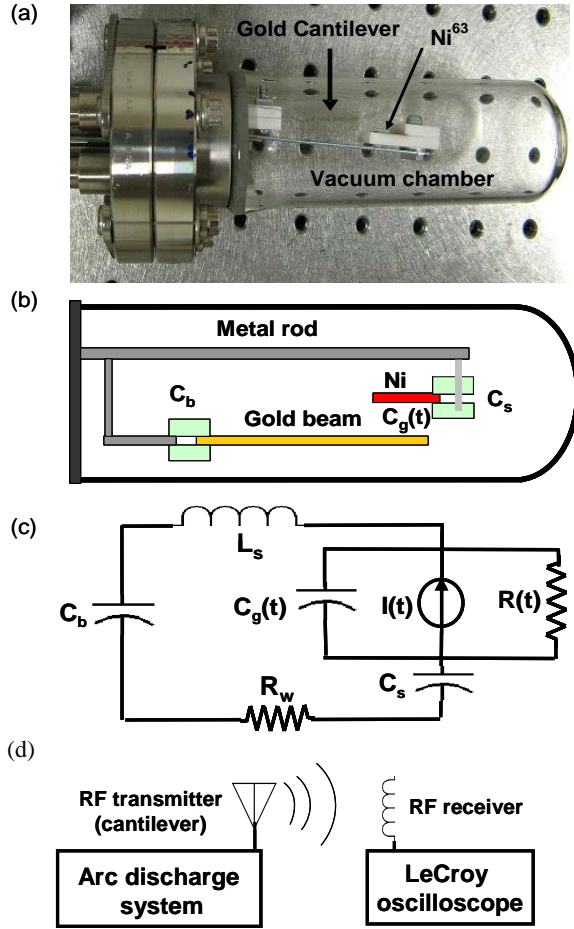 (a)
Gold Cantilever
Ni63
Vacuum chamber
(b)
Metal rod
Cb
Ni
Cs
Cg(t)
Gold beam
(c)
Ls
Cb
Cg(t)
I(t)
R(t)
Rw
Cs
(d)
RF transmitter
(cantilever)
RF receiver
Arc discharge
system
LeCroy
oscilloscope